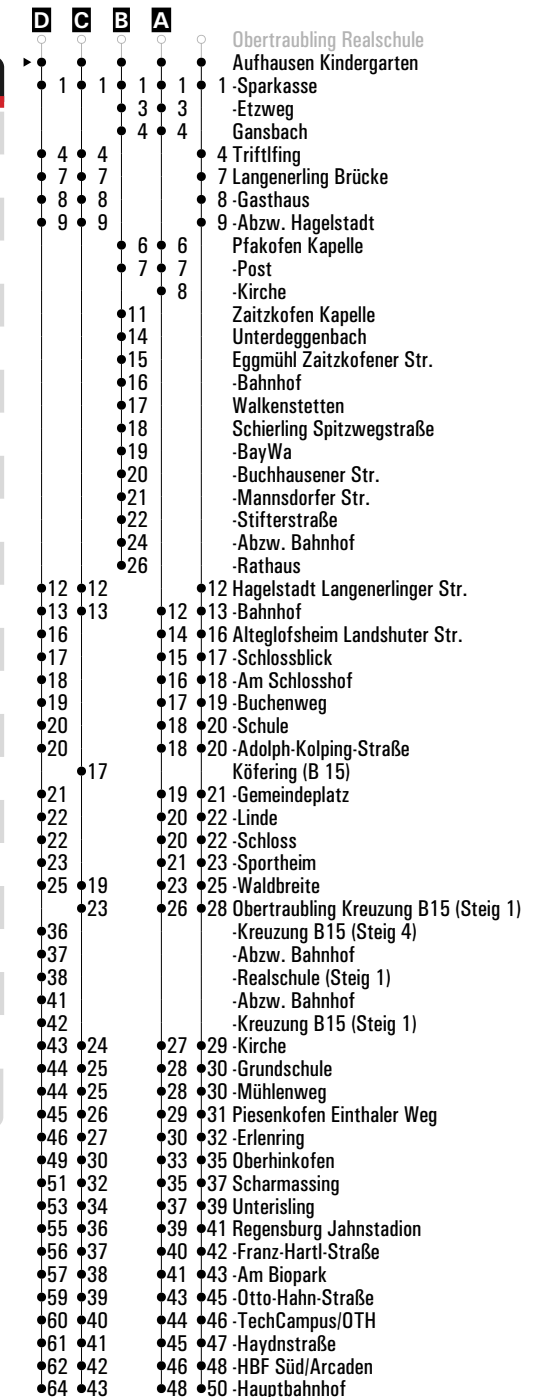 D C B A
Obertraubling Realschule
Aufhausen Kindergarten
1 1 1 1 1 -Sparkasse
3 3 -Etzweg
4 4 Gansbach
4 4 4 Triftlfing
7 7 7 Langenerling Brücke
8 8 8 -Gasthaus
9 9 9 -Abzw. Hagelstadt
6 6 Pfakofen Kapelle
7 7 -Post
8 -Kirche
11 Zaitzkofen Kapelle
14 Unterdeggenbach
15 Eggmühl Zaitzkofener Str.
16 -Bahnhof
17 Walkenstetten
18 Schierling Spitzwegstraße
19 -BayWa
20 -Buchhausener Str.
21 -Mannsdorfer Str.
22 -Stifterstraße
24 -Abzw. Bahnhof
26 -Rathaus
12 12 12 Hagelstadt Langenerlinger Str.
13 13 12 13 -Bahnhof
16 14 16 Alteglofsheim Landshuter Str.
17 15 17 -Schlossblick
18 16 18 -Am Schlosshof
19 17 19 -Buchenweg
20 18 20 -Schule
20 18 20 -Adolph-Kolping-Straße
17 Köfering (B 15)
21 19 21 -Gemeindeplatz
22 20 22 -Linde
22 20 22 -Schloss
23 21 23 -Sportheim
25 19 23 25 -Waldbreite
23 26 28 Obertraubling Kreuzung B15 (Steig 1)
36 -Kreuzung B15 (Steig 4)
37 -Abzw. Bahnhof
38 -Realschule (Steig 1)
41 -Abzw. Bahnhof
42 -Kreuzung B15 (Steig 1)
43 24 27 29 -Kirche
44 25 28 30 -Grundschule
44 25 28 30 -Mühlenweg
45 26 29 31 Piesenkofen Einthaler Weg
46 27 30 32 -Erlenring
49 30 33 35 Oberhinkofen
51 32 35 37 Scharmassing
53 34 37 39 Unterisling
55 36 39 41 Regensburg Jahnstadion
56 37 40 42 -Franz-Hartl-Straße
57 38 41 43 -Am Biopark
59 39 43 45 -Otto-Hahn-Straße
60 40 44 46 -TechCampus/OTH
61 41 45 47 -Haydnstraße
62 42 46 48 -HBF Süd/Arcaden
64 43 48 50 -Hauptbahnhof